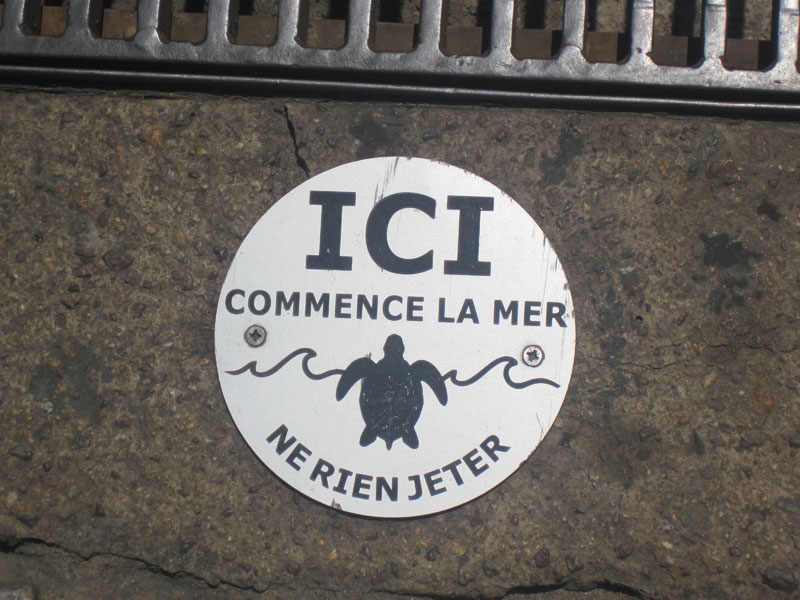 ICI
COMMENCE LA MER
NE RIEN JETER